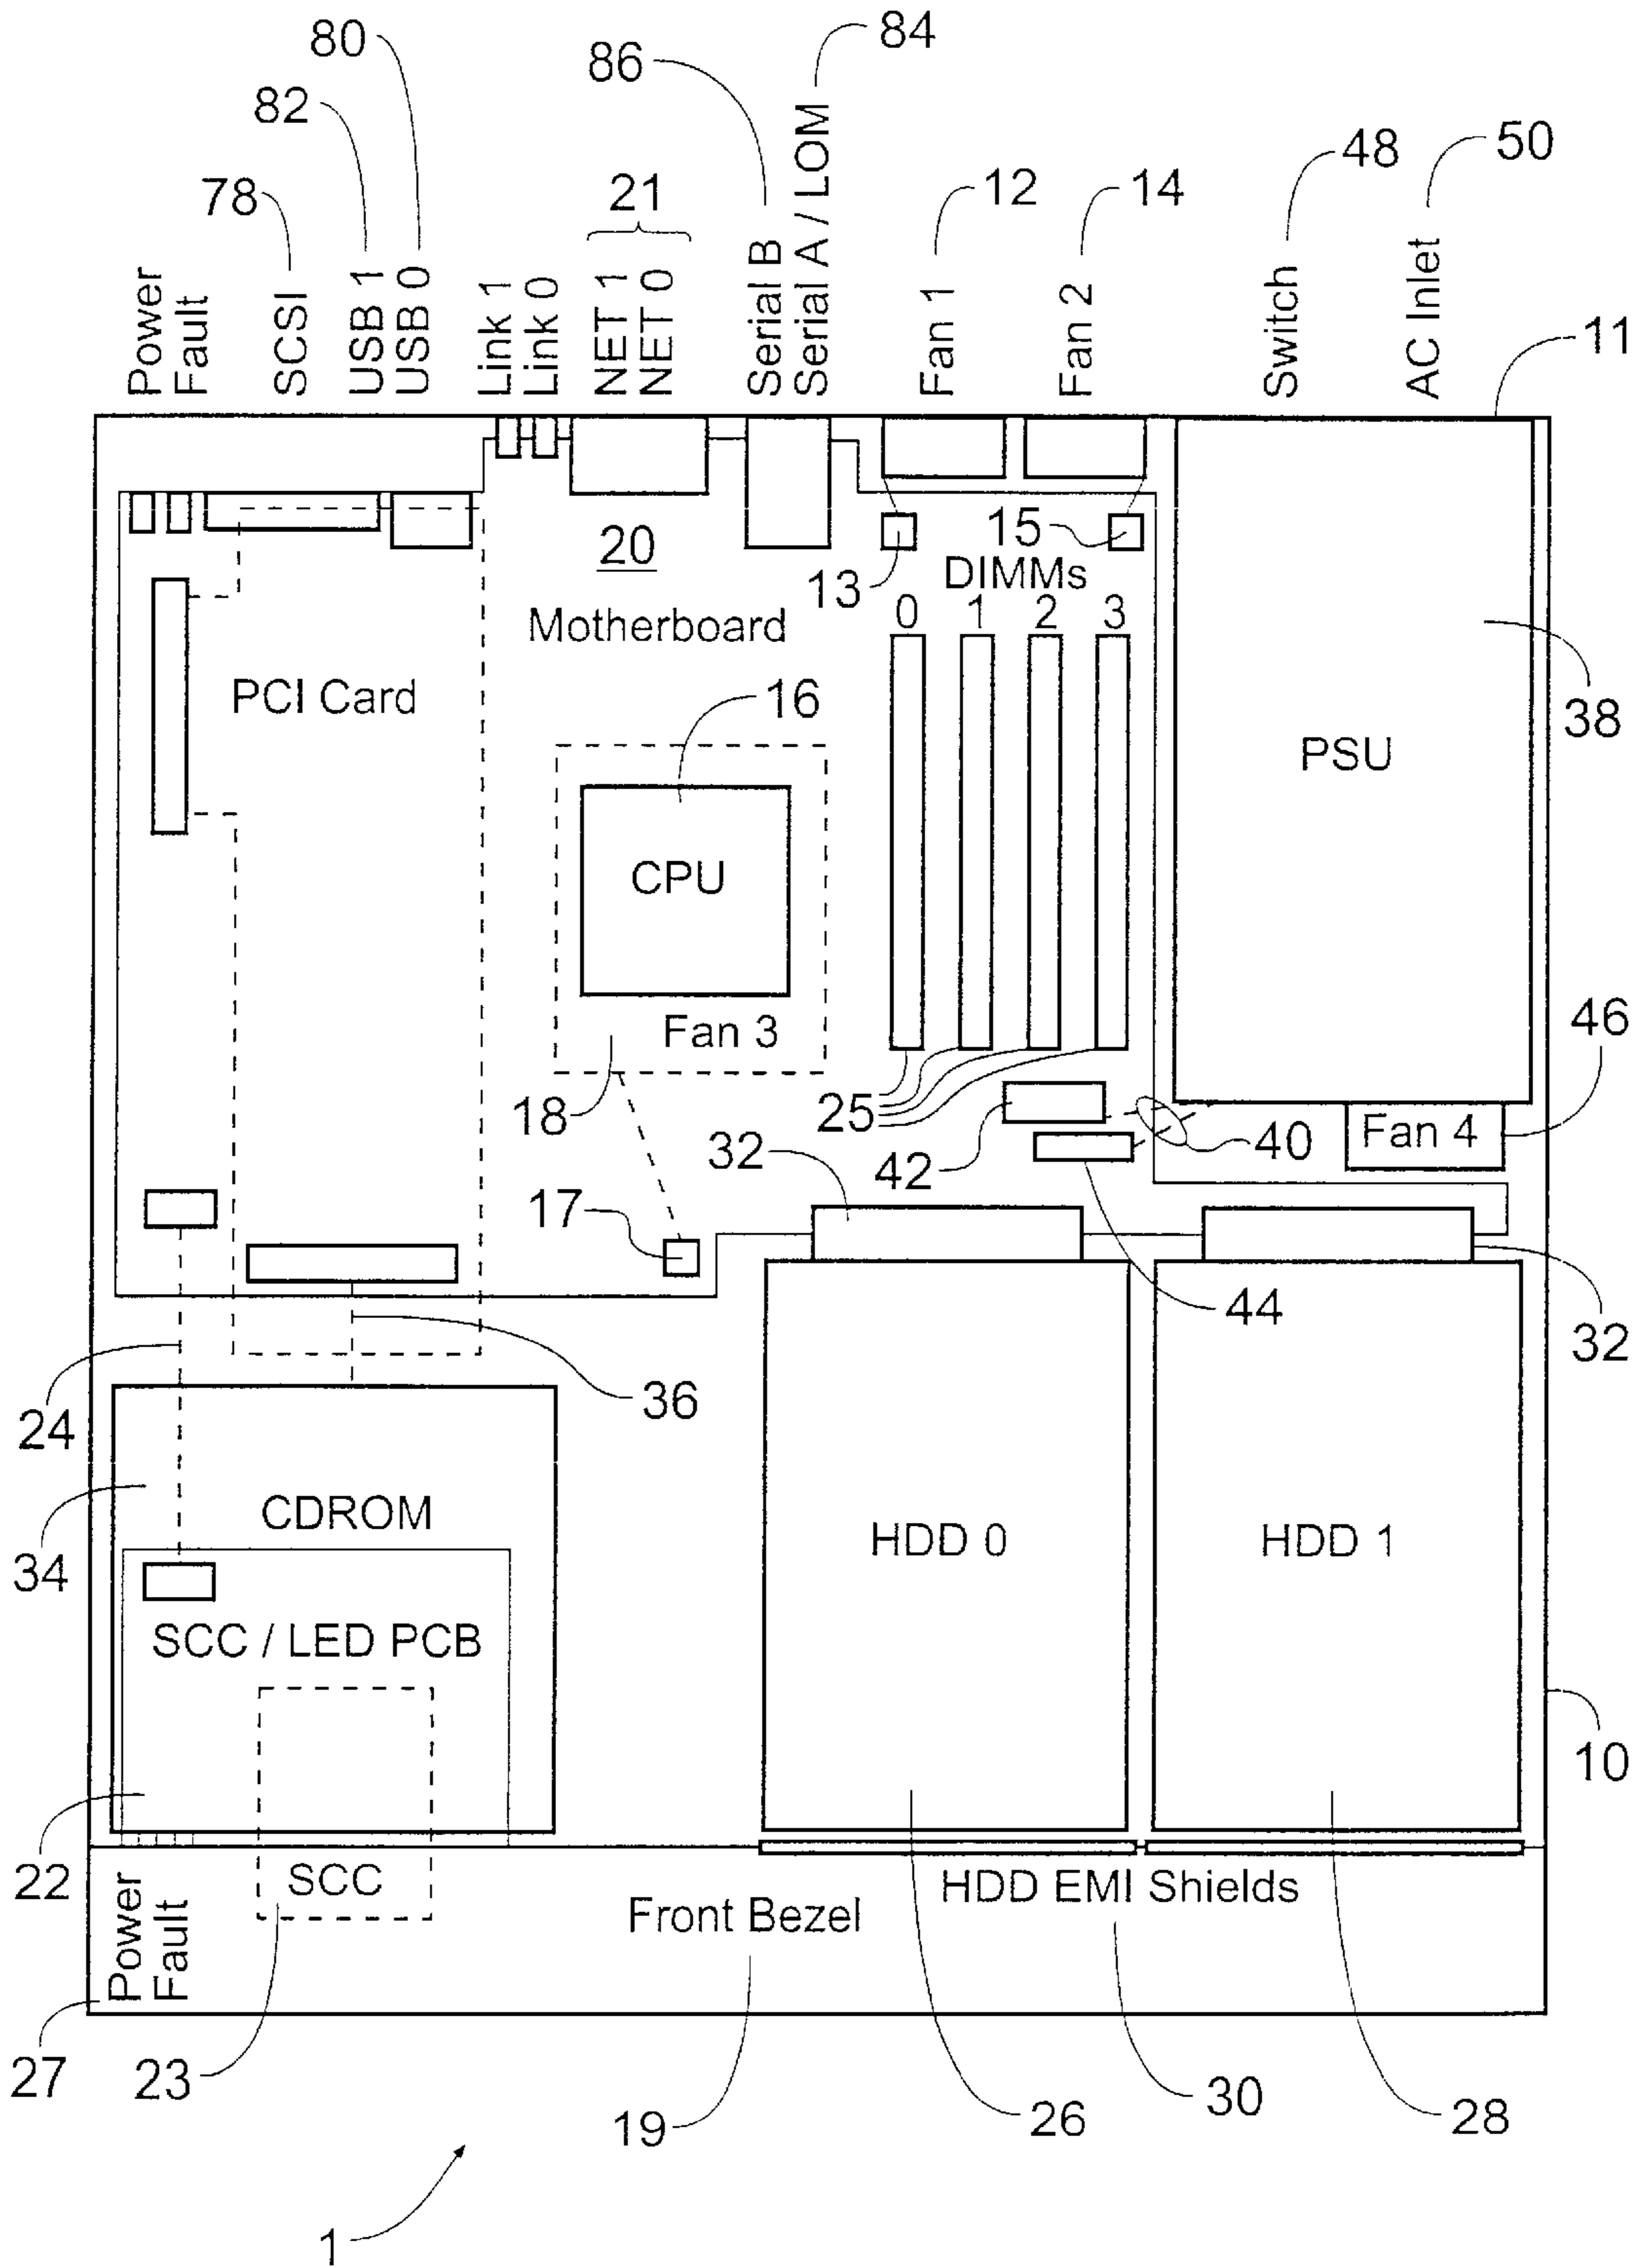 80
84
86
82
50
48
78
21
12
14
Power
Fault
SCSI
USB 1
USB 0
Link 1
Link 0
NET 1
NET 0
Serial B
Serial A / LOM
Fan 1
Fan 2
Switch
AC Inlet
11
20
15
13
DIMMs
0 1 2 3
Motherboard
PCI Card
16
38
PSU
CPU
Fan 3
46
18
25
42
40
Fan 4
32
17
44
32
24
36
34
CDROM
HDD 0
HDD 1
SCC / LED PCB
10
22
SCC
HDD EMI Shields
Front Bezel
Power
Fault
27
23
19
26
30
28
1